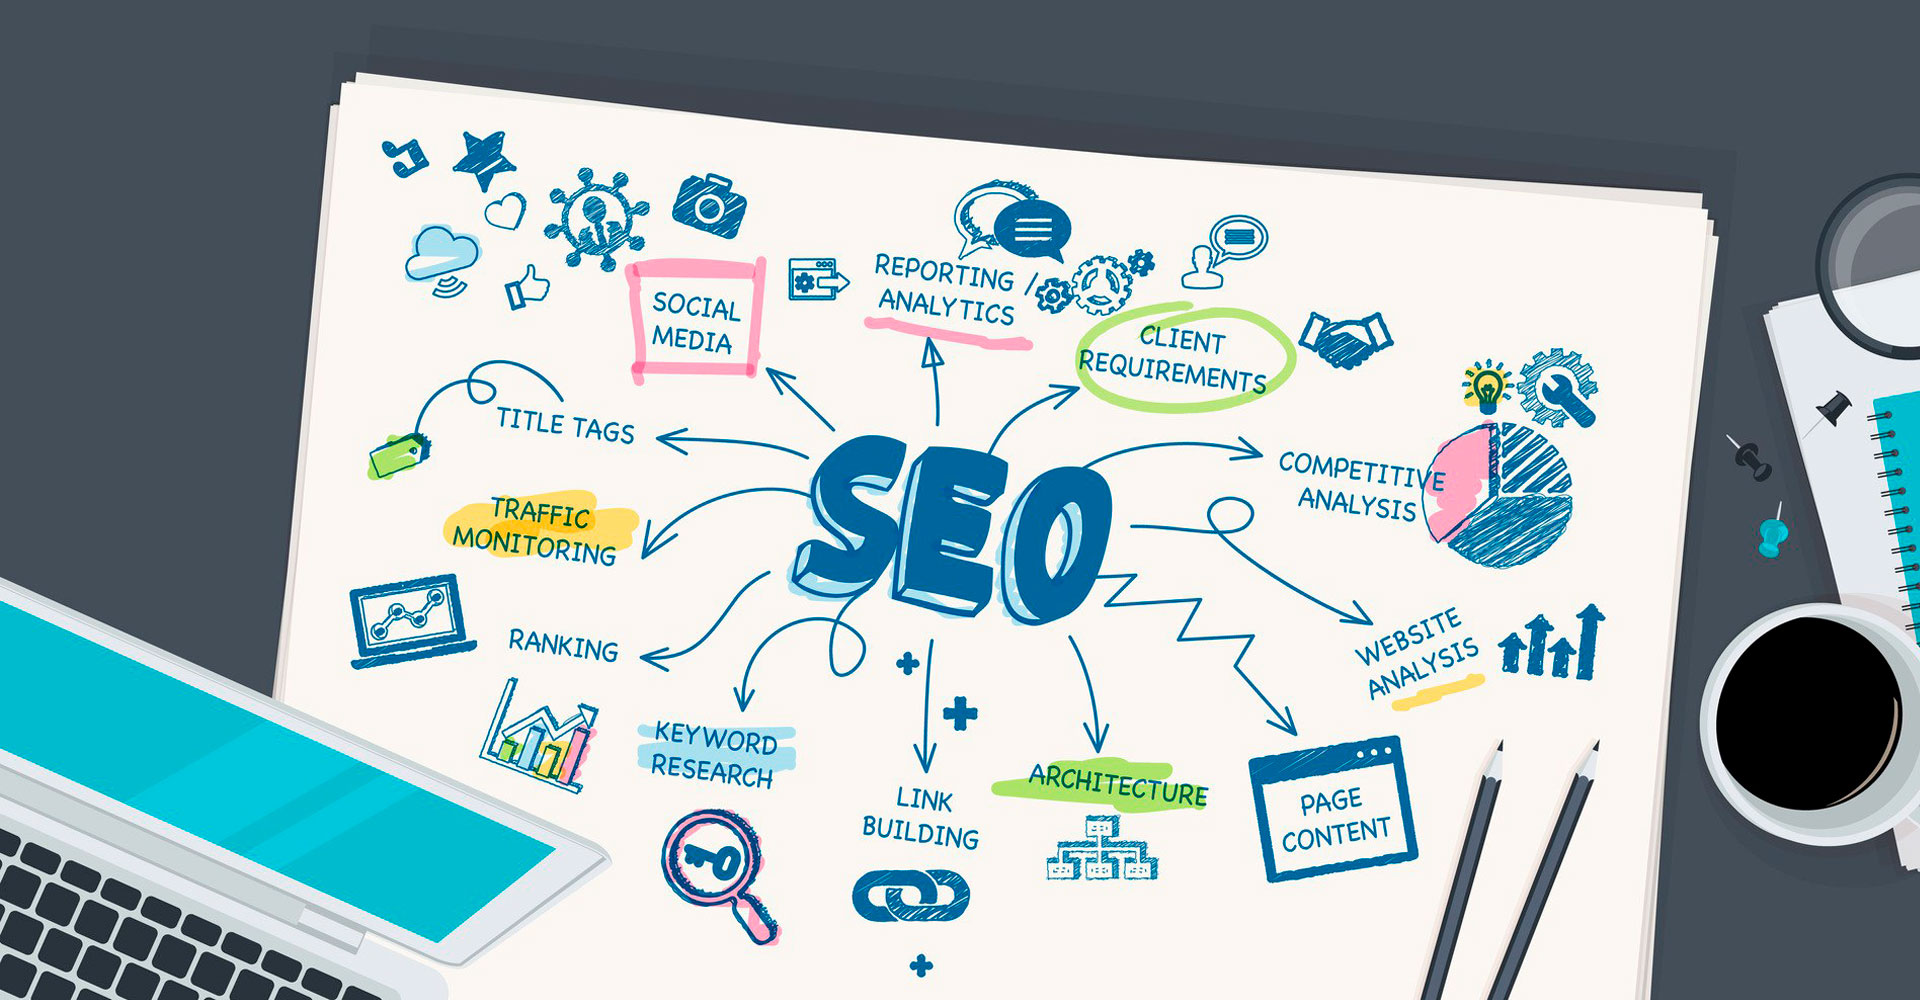 SOCIAL
MEDIA
REPORTING /
ANALYTICS
CLIENT
REQUIREMENTS
TITLE TAGS
COMPETITIVE
ANALYSIS
SEO
TRAFFIC
MONITORING
RANKING
WEBSITE
ANALYSIS
KEYWORD
RESEARCH
LINK
BUILDING
ARCHITECTURE
PAGE
CONTENT